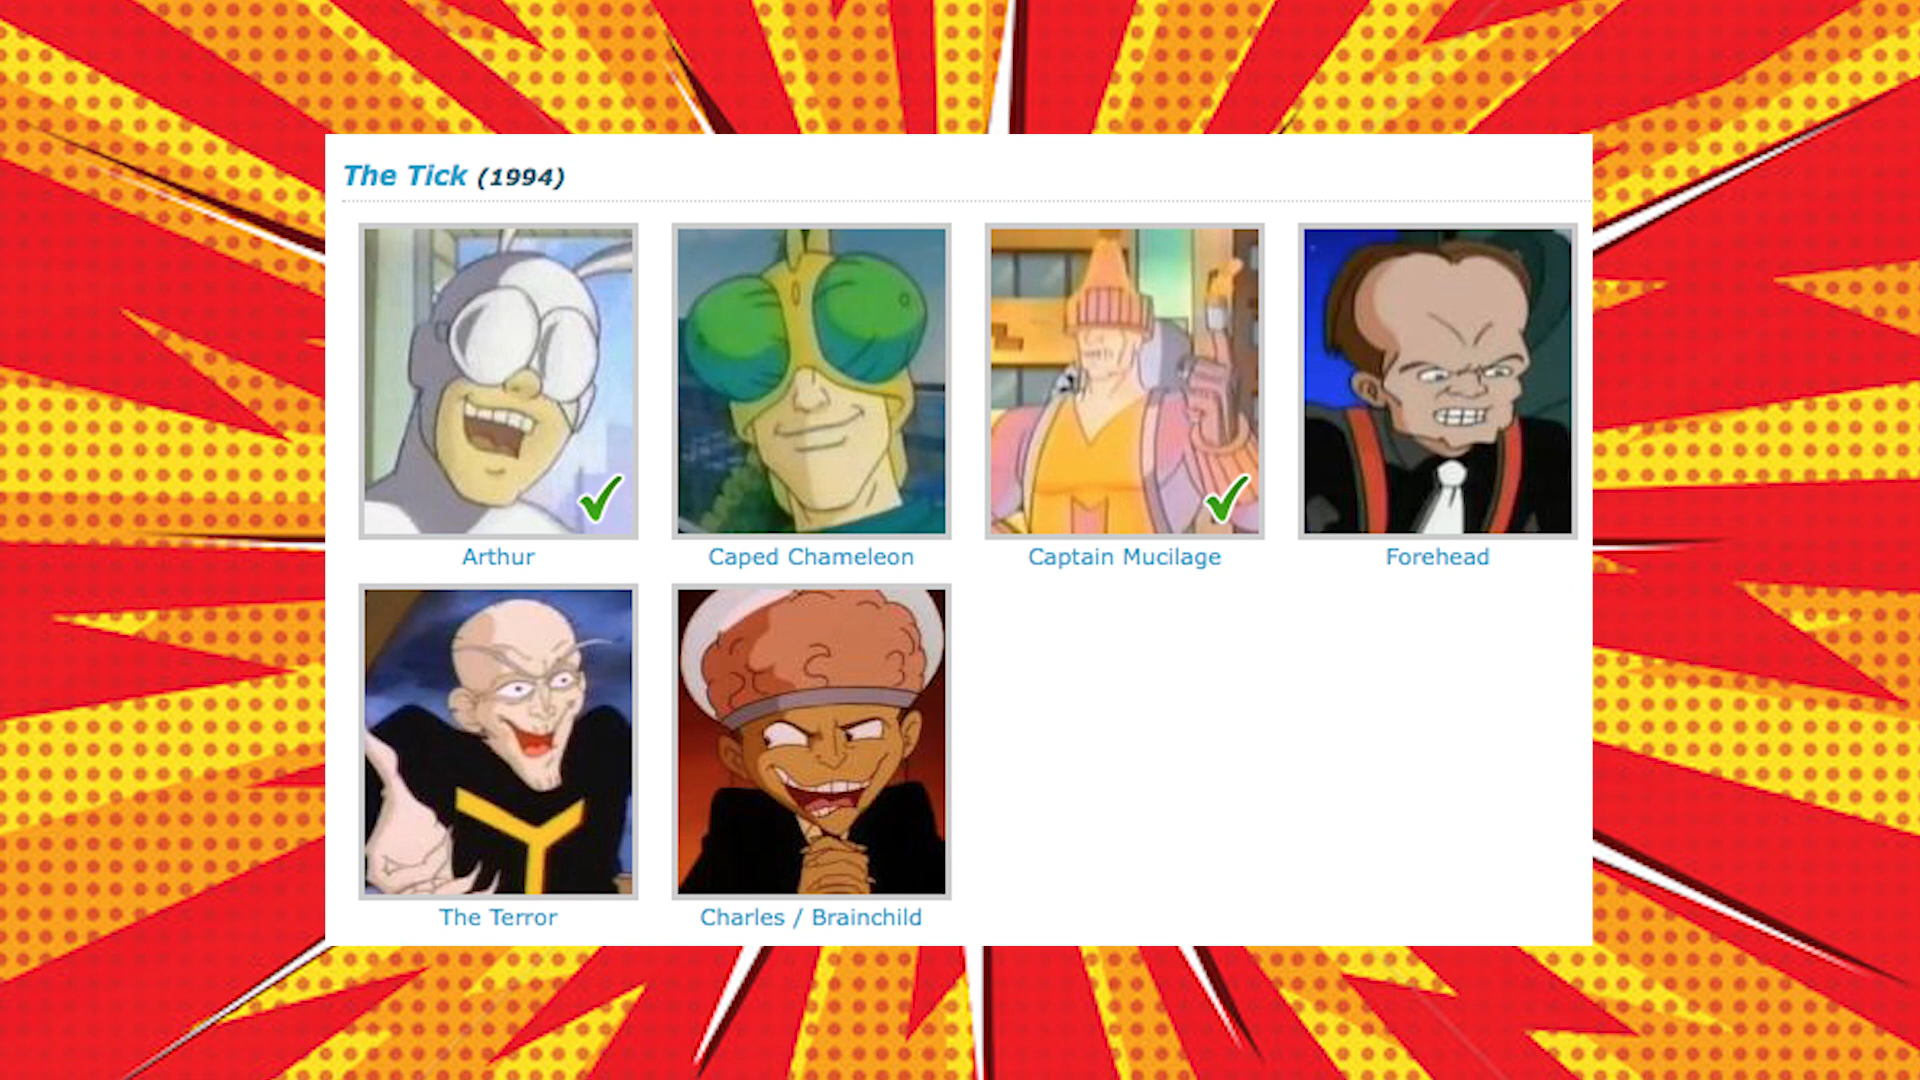 The Tick (1994)
Arthur
Caped Chameleon
Captain Mucilage
Forehead
The Terror
Charles / Brainchild